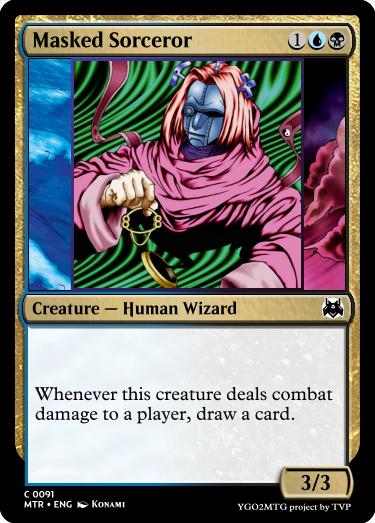 Masked Sorceror 1
Creature — Human Wizard
Whenever this creature deals combat
damage to a player, draw a card.
3/3
C 0091
MTR • ENG Konami
YGO2MTG project by TVP